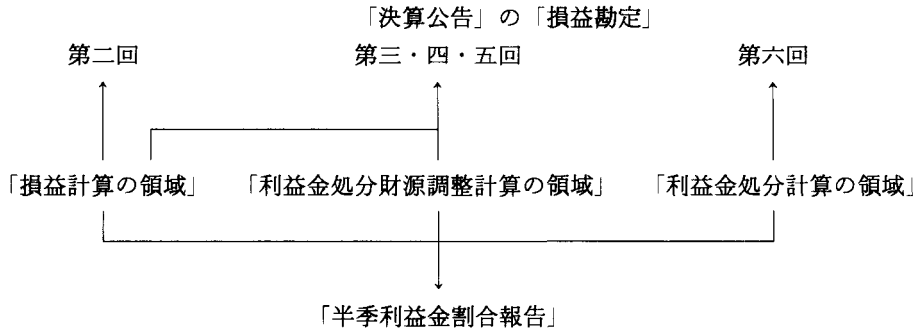 「決算公告」の「損益勘定」
第二回 第三・四・五回 第六回
「損益計算の領域」 「利益金処分財源調整計算の領域」 「利益金処分計算の領域」
「半季利益金割合報告」